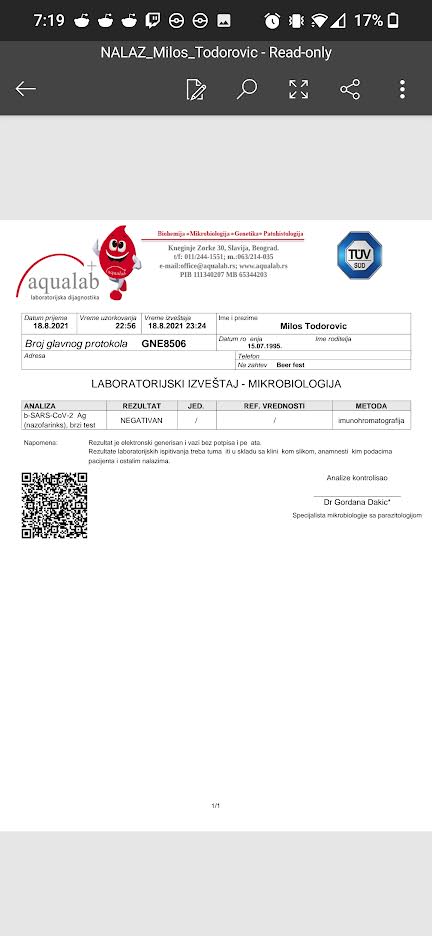 7:19
17%
NALAZ_Milos_Todorovic - Read-only
Biohemija •Mikrobiologija •Genetika• Patohistologija
Kneginje Zorke 30, Slavija, Beograd.
t/f: 011/244-1551; m.:063/214-035
e-mail:office@aqualab.rs; www.aqualab.rs
PIB 111340207 MB 65344203
aqualab
aqualab +
laboratorijska dijagnostika
TÜV
SÜD
Datum prijeme Vreme uzorkovanja Vreme izveštaja Ime i prezime
18.8.2021 22:56 18.8.2021 23:24 Milos Todorovic
Broj glavnog protokola GNE8506 Datum ro enja Ime roditelja
15.07.1995.
Adresa Telefon
Na zahtev Beer fest
LABORATORIJSKI IZVEŠTAJ - MIKROBIOLOGIJA
ANALIZA REZULTAT JED. REF. VREDNOSTI METODA
b-SARS-CoV-2 Ag
(nazofarinks), brzi test NEGATIVAN / / imunohromatografija
Napomena: Rezultat je elektronski generisan i vazi bez potpisa i pe ata.
Rezultate laboratorijskih ispitivanja treba tuma iti u skladu sa klini kom slikom, anamnesti kim podacima
pacijenta i ostalim nalazima.
Analize kontrolisao
Dr Gordana Dakic*
Specijalista mikrobiologije sa parazitologijom
1/1